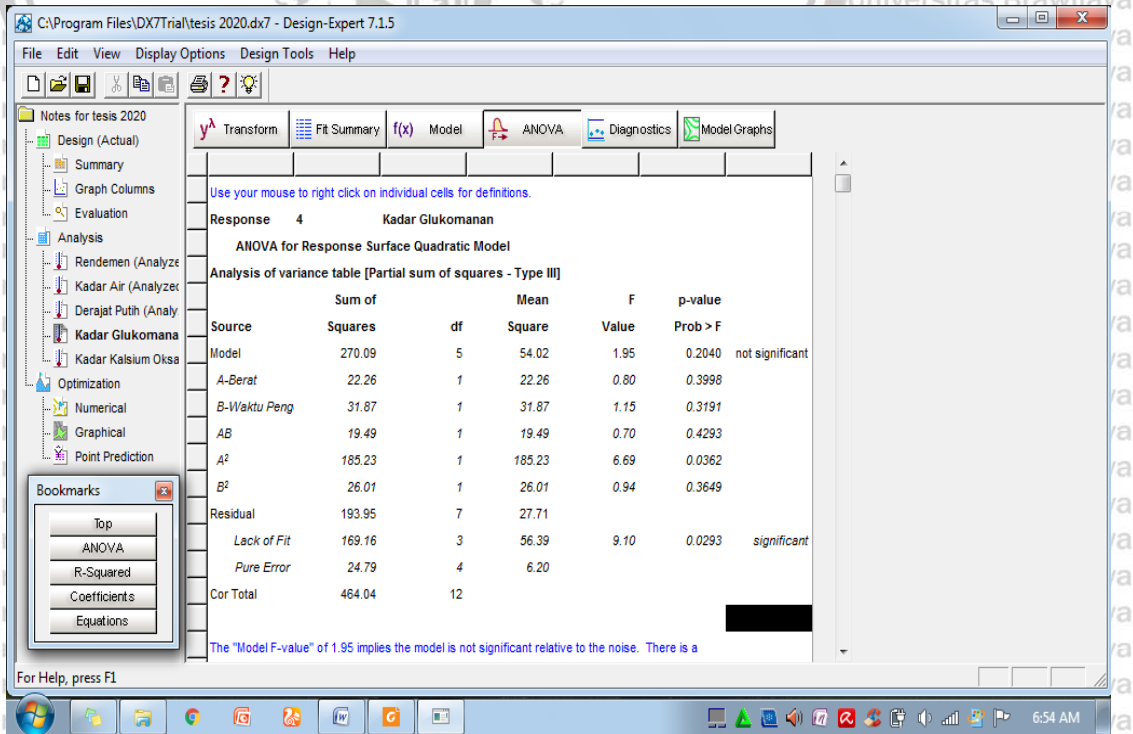 C:\Program Files\DX7Trial\tesis 2020.dx7 - Design-Expert 7.1.5
File Edit View Display Options Design Tools Help
Notes for tesis 2020
Design (Actual)
Summary
Graph Columns
Evaluation
Analysis
Rendemen (Analyze
Kadar Air (Analyzed
Derajat Putih (Analy
Kadar Glukomana
Kadar Kalsium Oksa
Optimization
Numerical
Graphical
Point Prediction
Bookmarks
Top
ANOVA
R-Squared
Coefficients
Equations
yλ Transform Fit Summary f(x) Model ANOVA Diagnostics Model Graphs
Use your mouse to right click on individual cells for definitions.
Response 4 Kadar Glukomanan
ANOVA for Response Surface Quadratic Model
Analysis of variance table [Partial sum of squares - Type III]
Sum of Mean F p-value
Source Squares df Square Value Prob > F
Model 270.09 5 54.02 1.95 0.2040 not significant
A-Berat 22.26 1 22.26 0.80 0.3998
B-Waktu Peng 31.87 1 31.87 1.15 0.3191
AB 19.49 1 19.49 0.70 0.4293
A² 185.23 1 185.23 6.69 0.0362
B² 26.01 1 26.01 0.94 0.3649
Residual 193.95 7 27.71
Lack of Fit 169.16 3 56.39 9.10 0.0293 significant
Pure Error 24.79 4 6.20
Cor Total 464.04 12
The "Model F-value" of 1.95 implies the model is not significant relative to the noise. There is a
For Help, press F1
6:54 AM